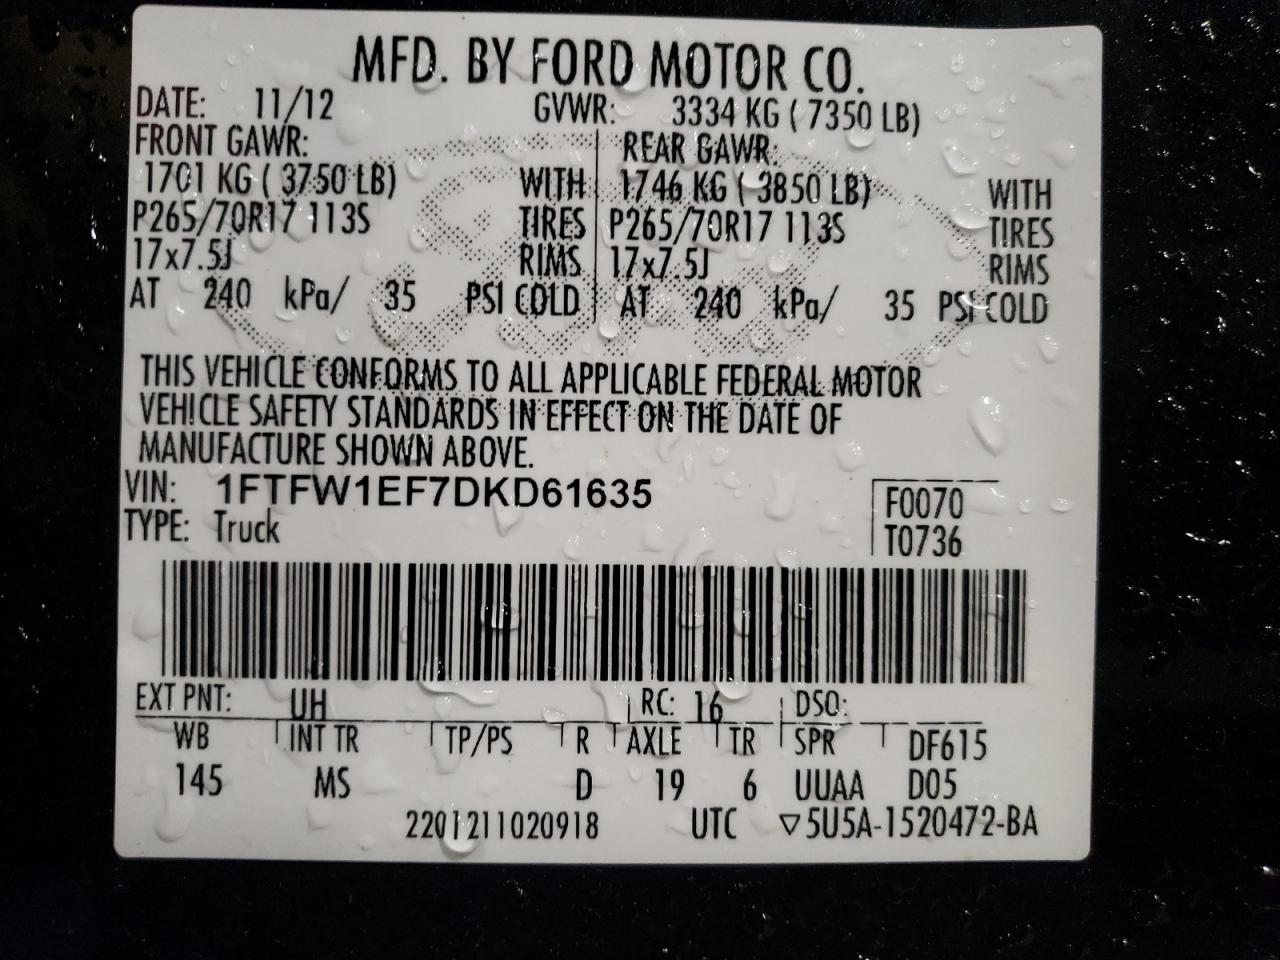 MFD. BY FORD MOTOR CO.
DATE: 11/12 GVWR: 3334 KG ( 7350 LB)
FRONT GAWR: REAR GAWR:
1701 KG ( 3750 LB) WITH 1746 KG ( 3850 LB) WITH
P265/70R17 113S TIRES P265/70R17 113S TIRES
17x7.5J RIMS 17x7.5J RIMS
AT 240 kPa/ 35 PSI COLD AT 240 kPa/ 35 PSI COLD
THIS VEHICLE CONFORMS TO ALL APPLICABLE FEDERAL MOTOR
VEHICLE SAFETY STANDARDS IN EFFECT ON THE DATE OF
MANUFACTURE SHOWN ABOVE.
VIN: 1FTFW1EF7DKD61635 F0070
TYPE: Truck T0736
EXT PNT: UH RC: 16 DSO:
WB INT TR TP/PS R AXLE TR SPR DF615
145 MS D 19 6 UUAA D05
2201211020918 UTC ▽5U5A-1520472-BA